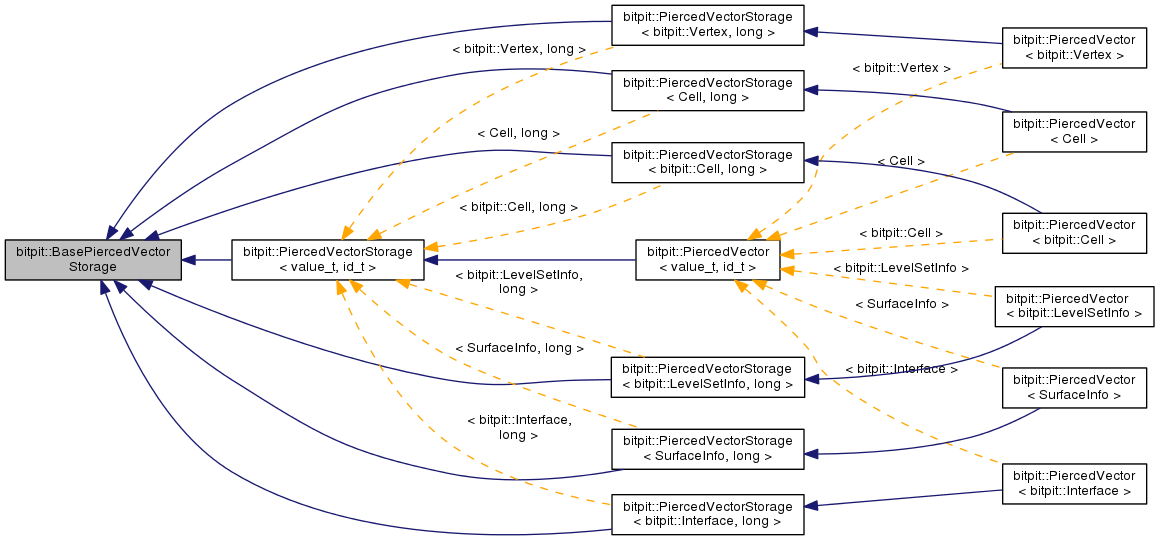 bitpit::PiercedVectorStorage
< bitpit::Vertex, long >
bitpit::PiercedVector
< bitpit::Vertex >
< bitpit::Vertex, long >
< bitpit::Vertex >
bitpit::PiercedVectorStorage
< Cell, long >
bitpit::PiercedVector
< Cell >
< Cell, long >
< Cell >
bitpit::PiercedVectorStorage
< bitpit::Cell, long >
< bitpit::Cell, long >
bitpit::PiercedVector
< bitpit::Cell >
< bitpit::Cell >
bitpit::BasePiercedVector
Storage
bitpit::PiercedVectorStorage
< value_t, id_t >
bitpit::PiercedVector
< value_t, id_t >
< bitpit::LevelSetInfo,
long >
< bitpit::LevelSetInfo >
bitpit::PiercedVector
< bitpit::LevelSetInfo >
< SurfaceInfo >
< SurfaceInfo, long >
bitpit::PiercedVectorStorage
< bitpit::LevelSetInfo, long >
< bitpit::Interface >
bitpit::PiercedVector
< SurfaceInfo >
< bitpit::Interface,
long >
bitpit::PiercedVectorStorage
< SurfaceInfo, long >
bitpit::PiercedVector
< bitpit::Interface >
bitpit::PiercedVectorStorage
< bitpit::Interface, long >